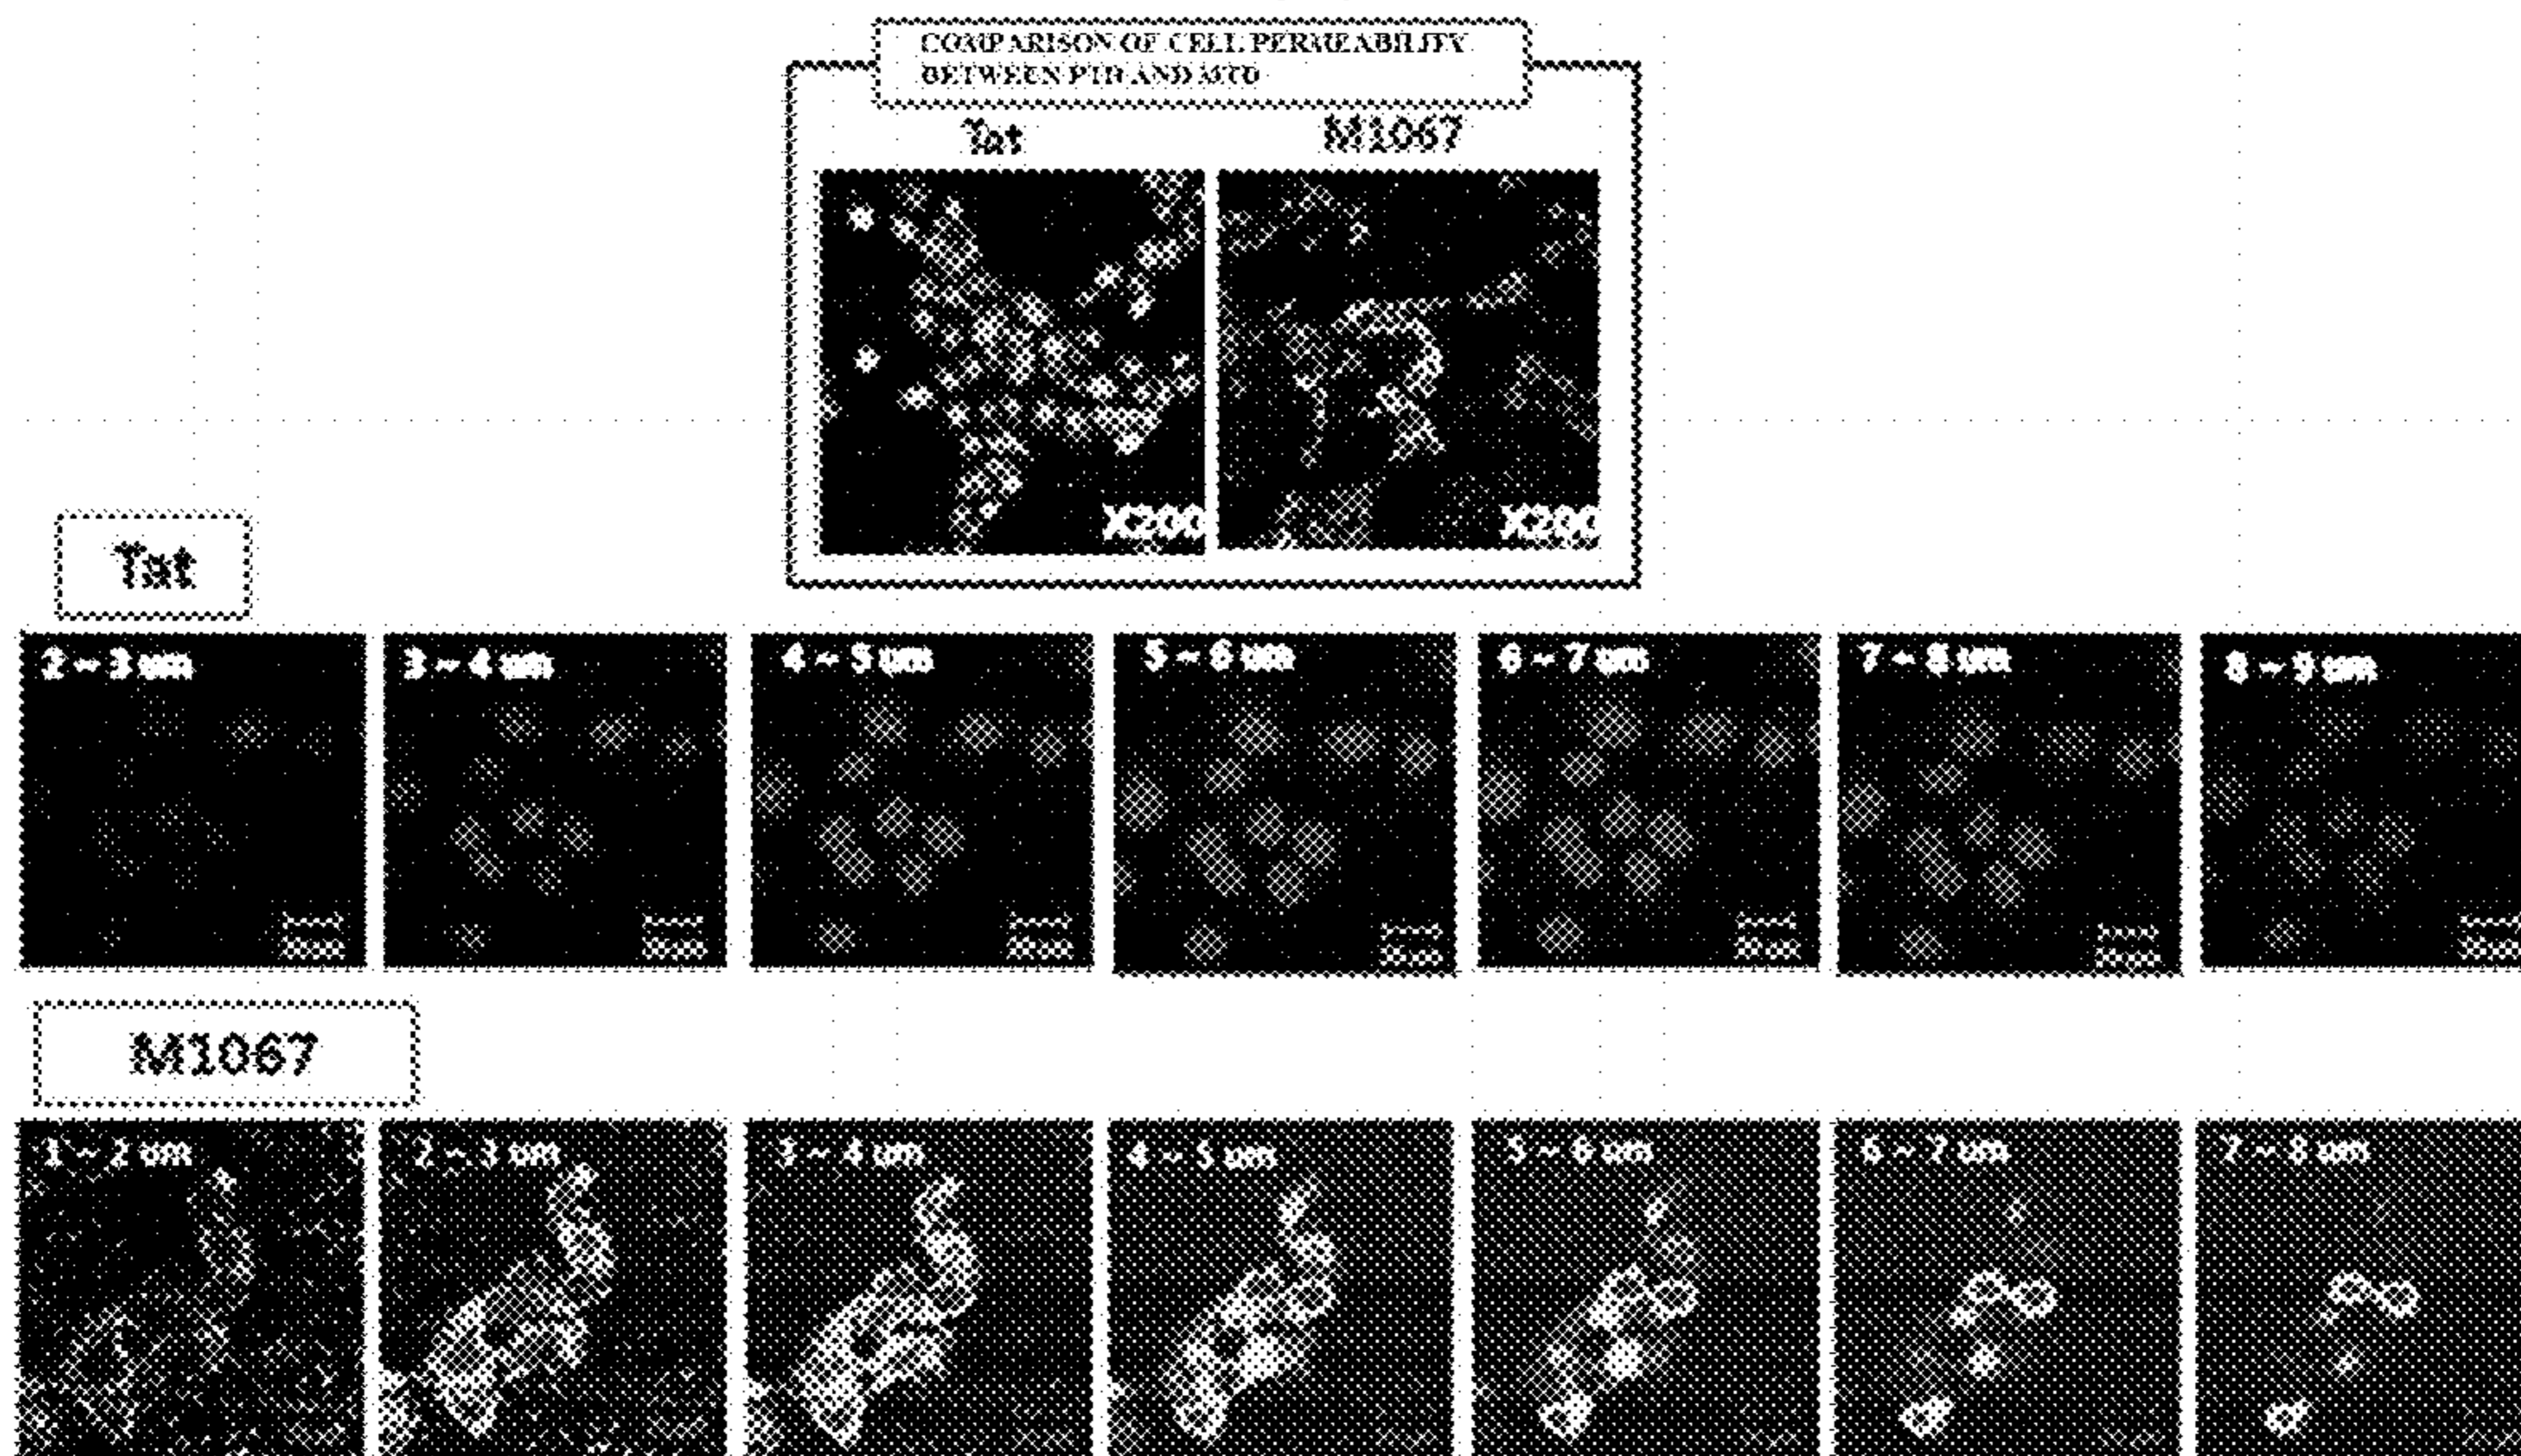 COMPARISON OF CELL PERMEABILITY
BETWEEN PTD AND MTD
Tat
M1067
X200
X200
Tat
2 ~ 3 um
3 ~ 4 um
4 ~ 5 um
5 ~ 6 um
6 ~ 7 um
7 ~ 8 um
8 ~ 9 um
M1067
1 ~ 2 um
2 ~ 3 um
3 ~ 4 um
4 ~ 5 um
5 ~ 6 um
6 ~ 7 um
7 ~ 8 um